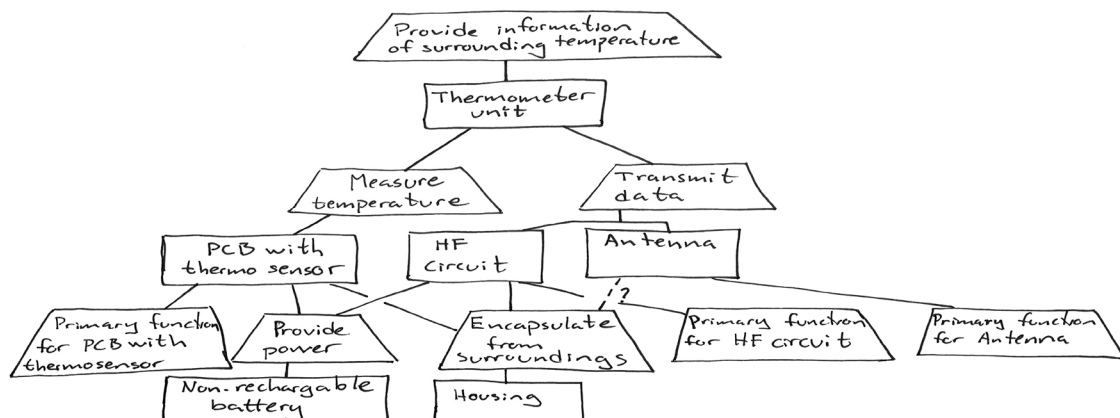 Provide information
of surrounding temperature
Thermometer
unit
Measure
temperature
Transmit
data
PCB with
thermo sensor
HF
circuit
Antenna
?
Primary function
for PCB with
thermosensor
Provide
power
Encapsulate
from
surroundings
Primary function
for HF circuit
Primary function
for Antenna
Non-rechargable
battery
Housing